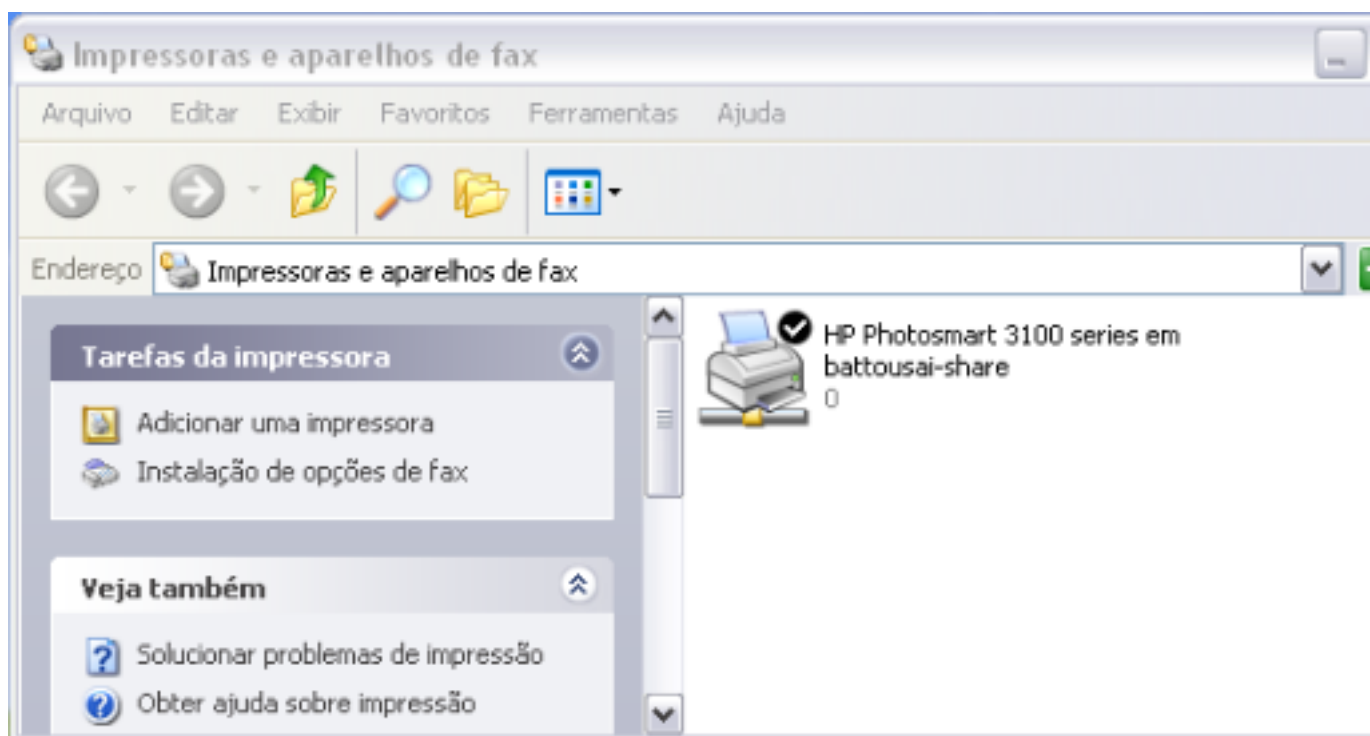 Impressoras e aparelhos de fax
Arquivo Editar Exibir Favoritos Ferramentas Ajuda
Endereço Impressoras e aparelhos de fax
Tarefas da impressora
Adicionar uma impressora
Instalação de opções de fax
Veja também
Solucionar problemas de impressão
Obter ajuda sobre impressão
HP Photosmart 3100 series em
battousai-share
0